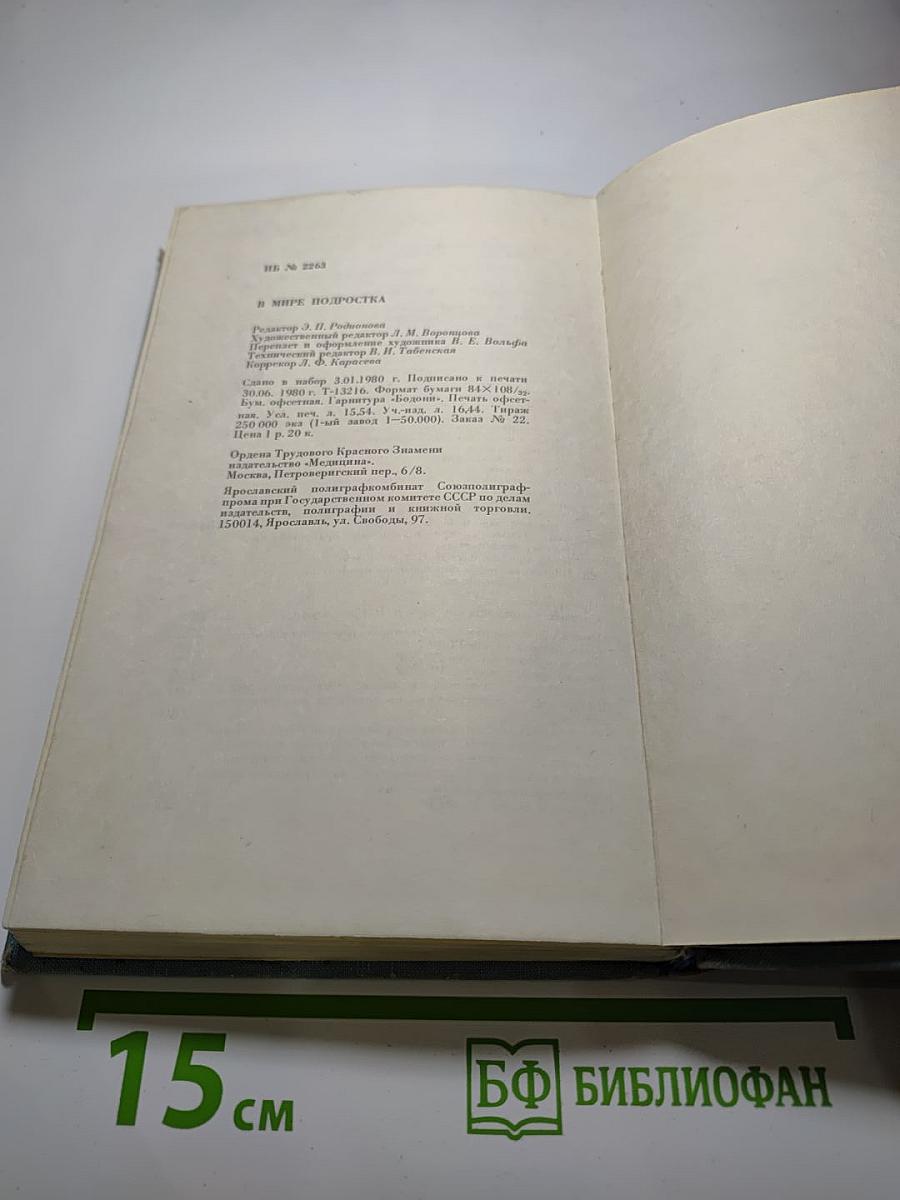 ИБ № 2263
В МИРЕ ПОДРОСТКА
Редактор Э. П. Родионова
Художественный редактор Л. М. Воронцова
Переплет и оформление художника В. Е. Вольфа
Технический редактор В. И. Табенская
Коррекор Л. Ф. Карасева
Сдано в набор 3.01.1980 г. Подписано к печати
30.06. 1980 г. Т-13216. Формат бумаги 84×108/32.
Бум. офсетная. Гарнитура «Бодони». Печать офсет-
ная. Усл. печ. л. 15,54. Уч.-изд. л. 16,44. Тираж
250 000 экз (1-ый завод 1—50.000). Заказ № 22.
Цена 1 р. 20 к.
Ордена Трудового Красного Знамени
издательство «Медицина».
Москва, Петроверигский пер., 6/8.
Ярославский полиграфкомбинат Союзполиграф-
прома при Государственном комитете СССР по делам
издательств, полиграфии и книжной торговли.
150014, Ярославль, ул. Свободы, 97.
15 см
БФ БИБЛИОФАН